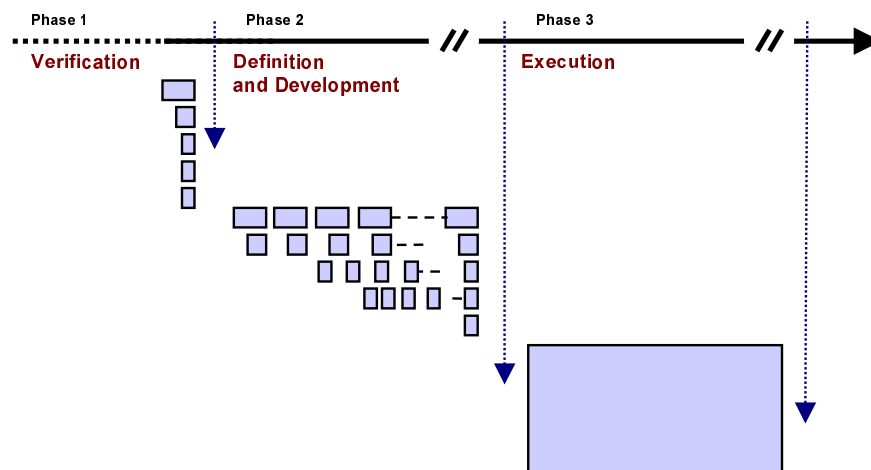 Phase 1
Phase 2
Phase 3
Verification
Definition
and Development
Execution